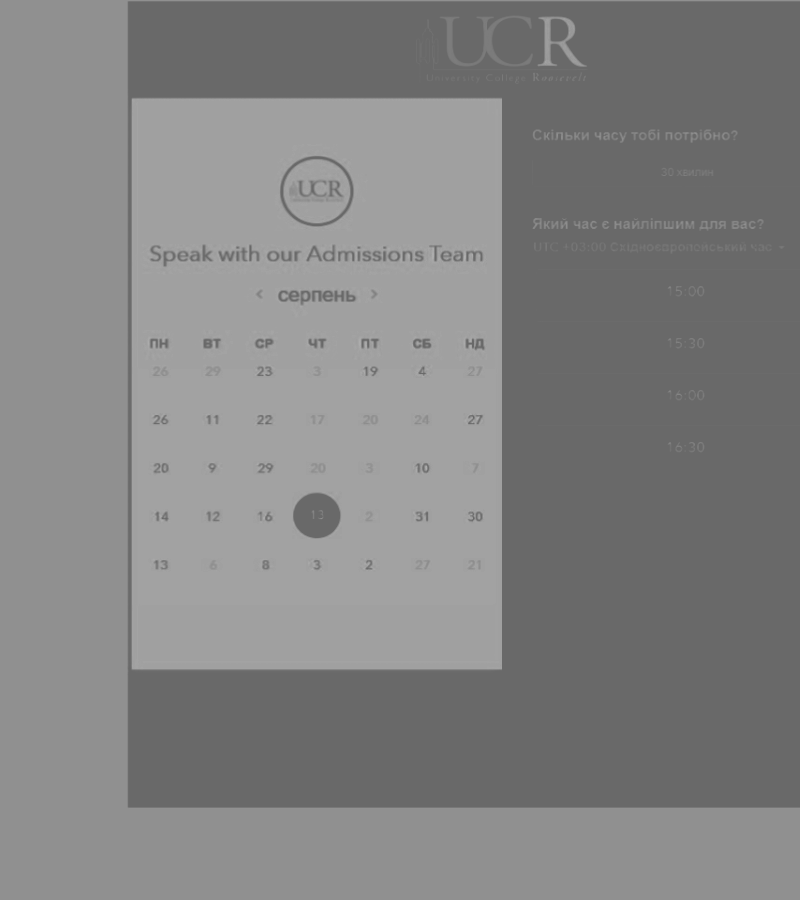 UCR
University College Roosevelt
UCR
Speak with our Admissions Team
< серпень >
ПН ВТ СР ЧТ ПТ СБ НД
26 29 23 3 19 4 27
26 11 22 17 20 24 27
20 9 29 20 3 10 7
14 12 16 13 2 31 30
13 6 8 3 2 27 21
Скільки часу тобі потрібно?
30 хвилин
Який час є найліпшим для вас?
UTC +03:00 Східноєвропейський час
15:00
15:30
16:00
16:30